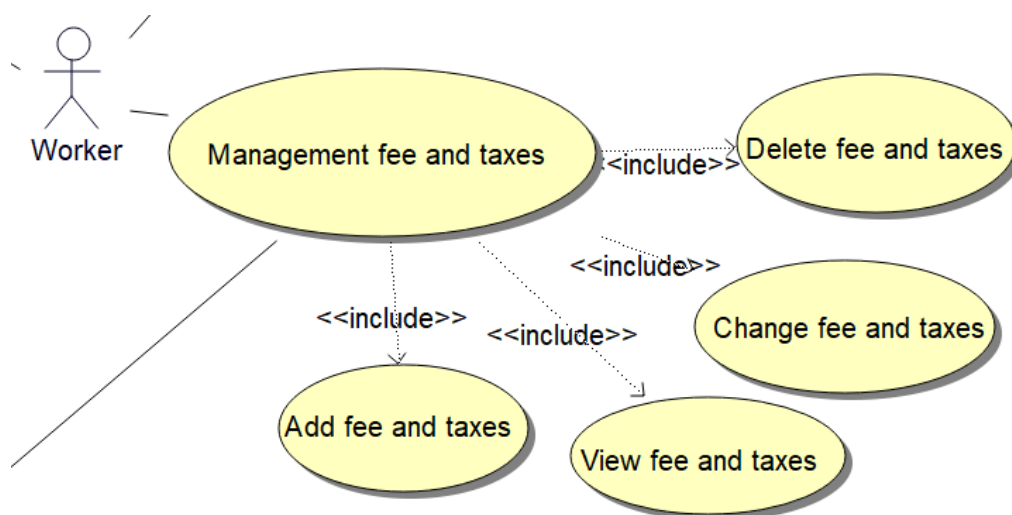 Worker
Management fee and taxes
<<include>>
Delete fee and taxes
<<include>>
Change fee and taxes
<<include>>
<<include>>
Add fee and taxes
View fee and taxes